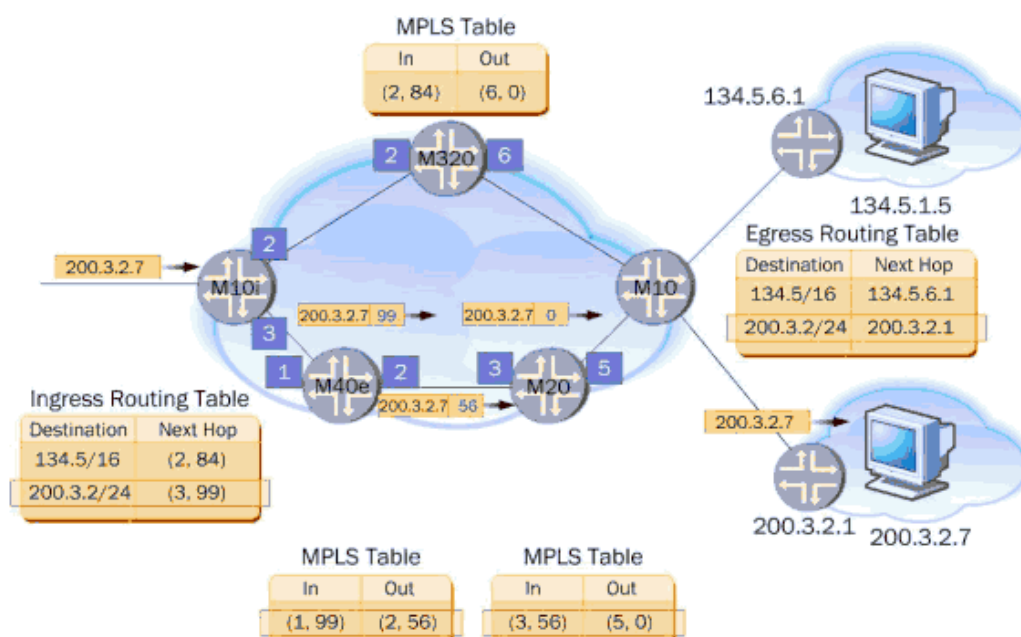 MPLS Table
In Out
(2, 84) (6, 0)
134.5.6.1
2 M320 6
134.5.1.5
2
200.3.2.7
M10i
M10
Egress Routing Table
Destination Next Hop
134.5/16 134.5.6.1
200.3.2/24 200.3.2.1
200.3.2.7 99
200.3.2.7 0
3
1 M40e 2
3 M20 5
200.3.2.7 56
Ingress Routing Table
Destination Next Hop
134.5/16 (2, 84)
200.3.2/24 (3, 99)
200.3.2.7
200.3.2.1
200.3.2.7
MPLS Table
In Out
(1, 99) (2, 56)
MPLS Table
In Out
(3, 56) (5, 0)